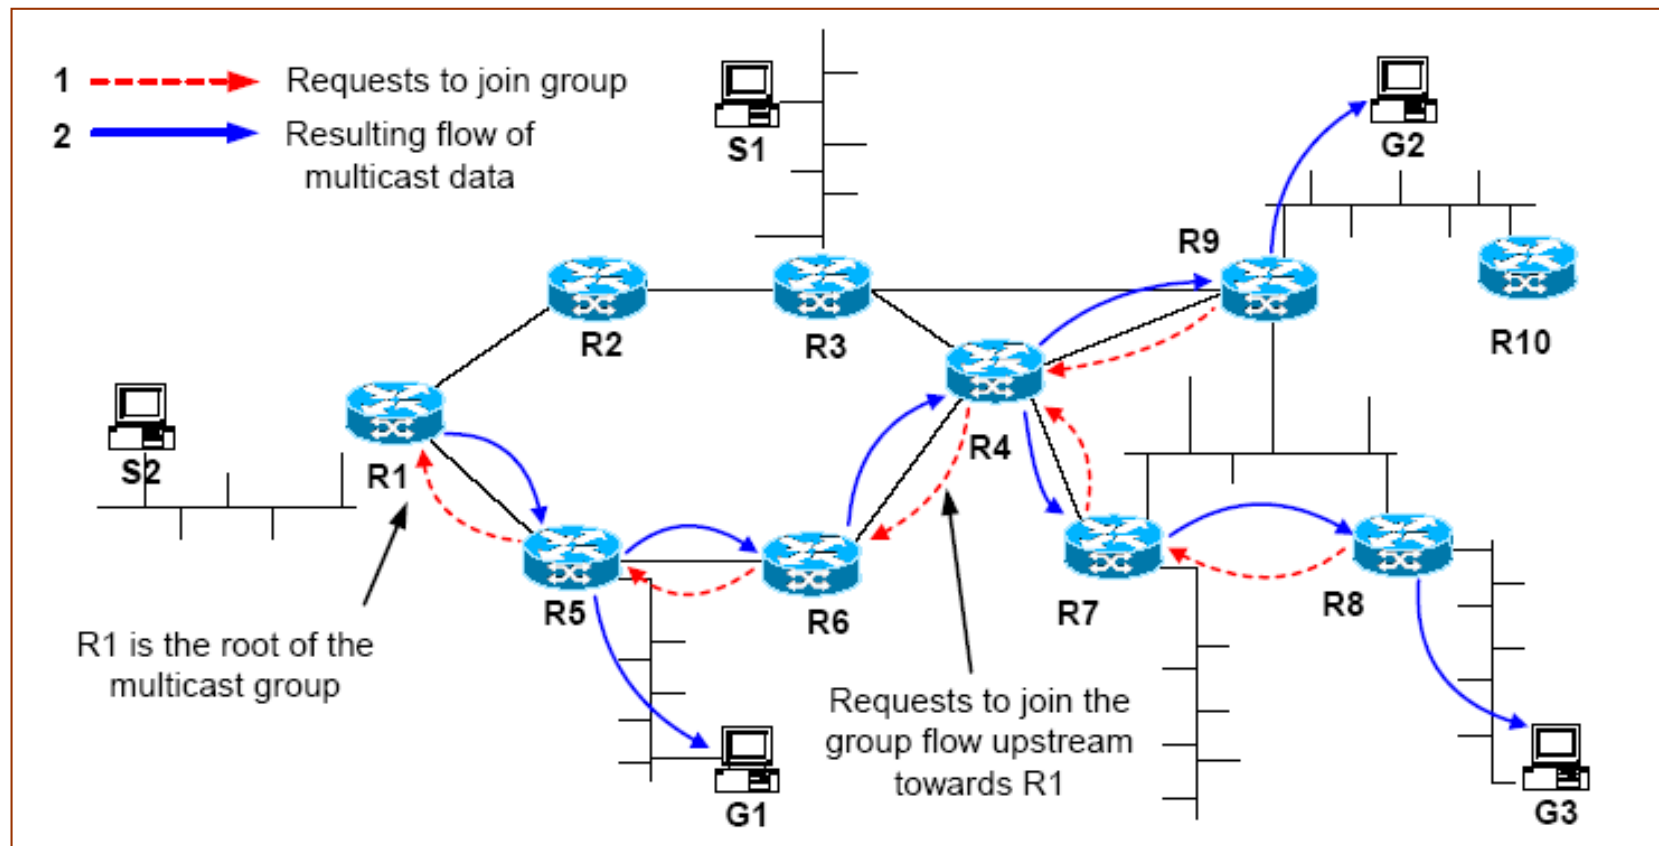 1 Requests to join group
2 Resulting flow of
multicast data
S1
G2
R9
R2
R3
R10
R4
S2
R1
R5
R6
R7
R8
R1 is the root of the
multicast group
Requests to join the
group flow upstream
towards R1
G1
G3